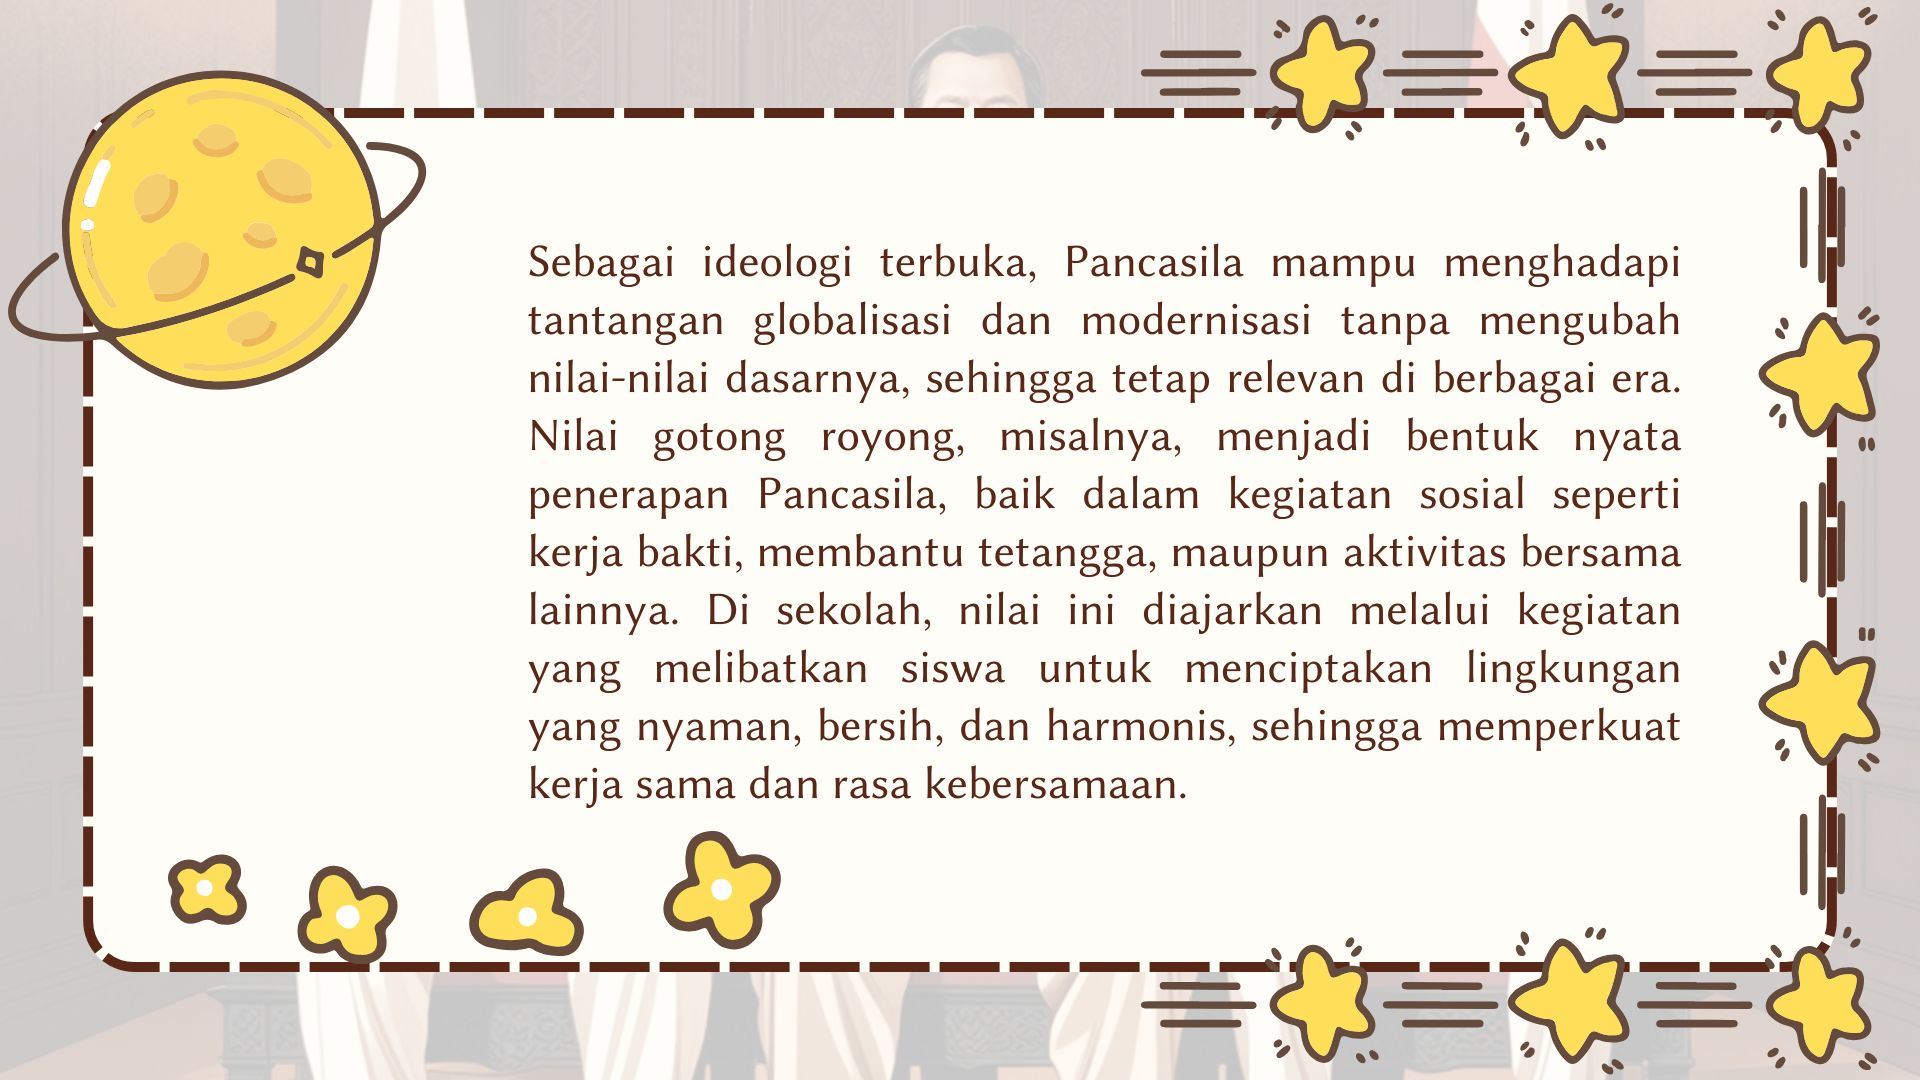 Sebagai ideologi terbuka, Pancasila mampu menghadapi
tantangan globalisasi dan modernisasi tanpa mengubah
nilai-nilai dasarnya, sehingga tetap relevan di berbagai era.
Nilai gotong royong, misalnya, menjadi bentuk nyata
penerapan Pancasila, baik dalam kegiatan sosial seperti
kerja bakti, membantu tetangga, maupun aktivitas bersama
lainnya. Di sekolah, nilai ini diajarkan melalui kegiatan
yang melibatkan siswa untuk menciptakan lingkungan
yang nyaman, bersih, dan harmonis, sehingga memperkuat
kerja sama dan rasa kebersamaan.